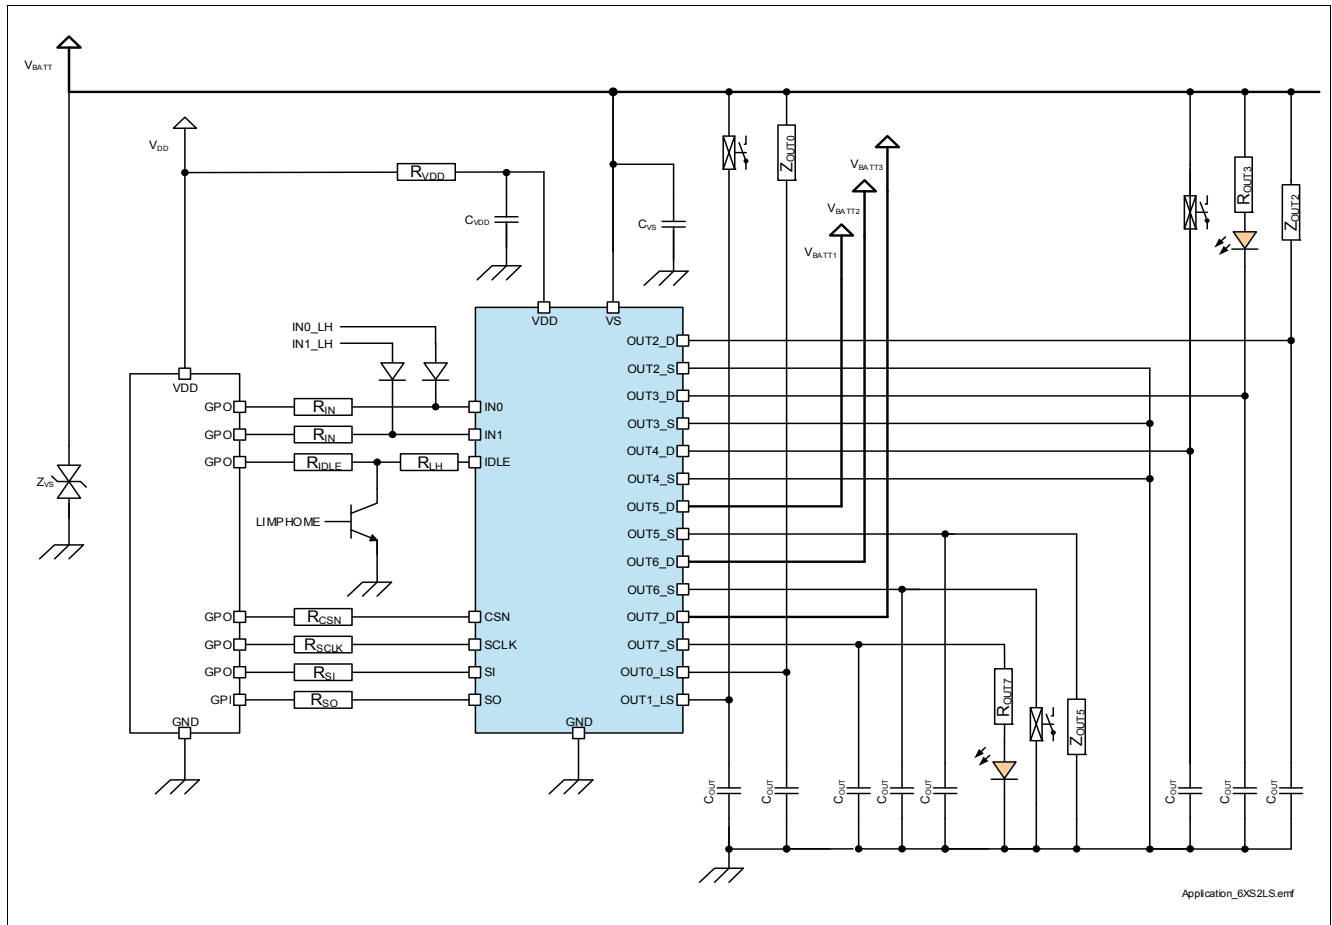 VBATT
VDD
RVDD
CVDD
CVS
ZOUT0
VBATT3
VBATT2
VBATT1
ROUT3
ZOUT2
IN0_LH
IN1_LH
VDD
VS
VDD
GPO
RIN
IN0
GPO
RIN
IN1
GPO
RIDLE
RLH
IDLE
LIMPHOME
ZVS
GPO
RCSN
CSN
GPO
RSCLK
SCLK
GPO
RSI
SI
GPI
RSO
SO
GND
GND
OUT2_D
OUT2_S
OUT3_D
OUT3_S
OUT4_D
OUT4_S
OUT5_D
OUT5_S
OUT6_D
OUT6_S
OUT7_D
OUT7_S
OUT0_LS
OUT1_LS
ROUT7
ZOUT5
COUT
COUT
COUT
COUT
COUT
COUT
COUT
COUT
Application_6XS2LS.emf